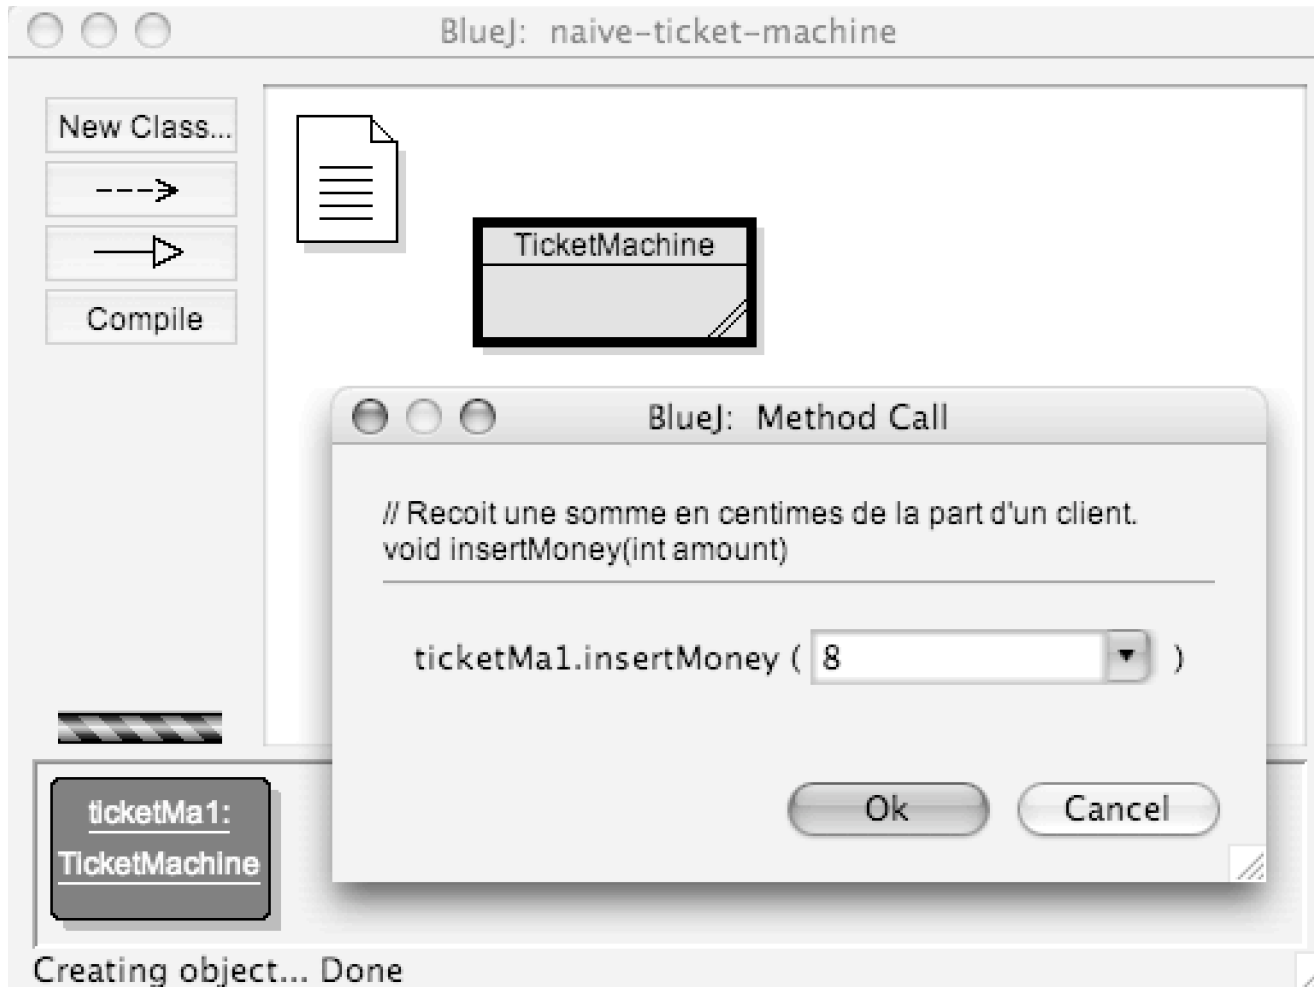 BlueJ: naive-ticket-machine
New Class...
Compile
TicketMachine
BlueJ: Method Call
// Recoit une somme en centimes de la part d'un client.
void insertMoney(int amount)
ticketMa1.insertMoney ( 8 )
Ok Cancel
ticketMa1:
TicketMachine
Creating object... Done